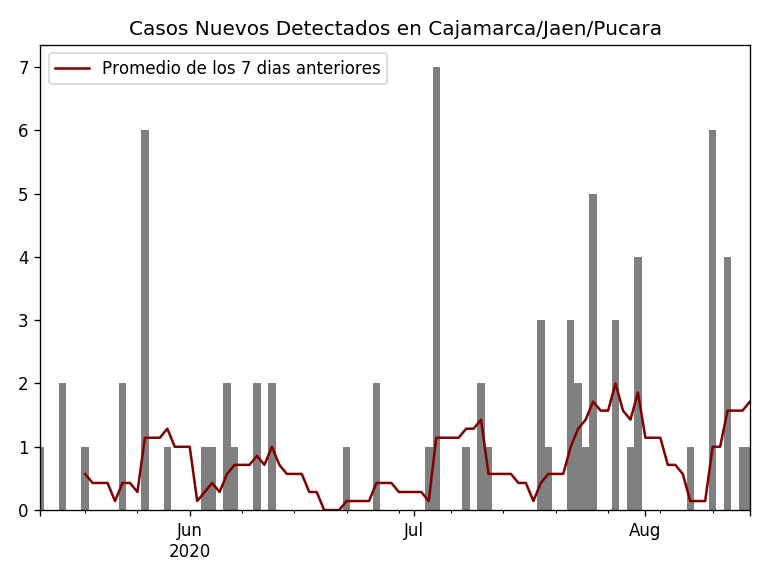 Casos Nuevos Detectados en Cajamarca/Jaen/Pucara
Promedio de los 7 dias anteriores
7
6
5
4
3
2
1
0
Jun
2020
Jul
Aug